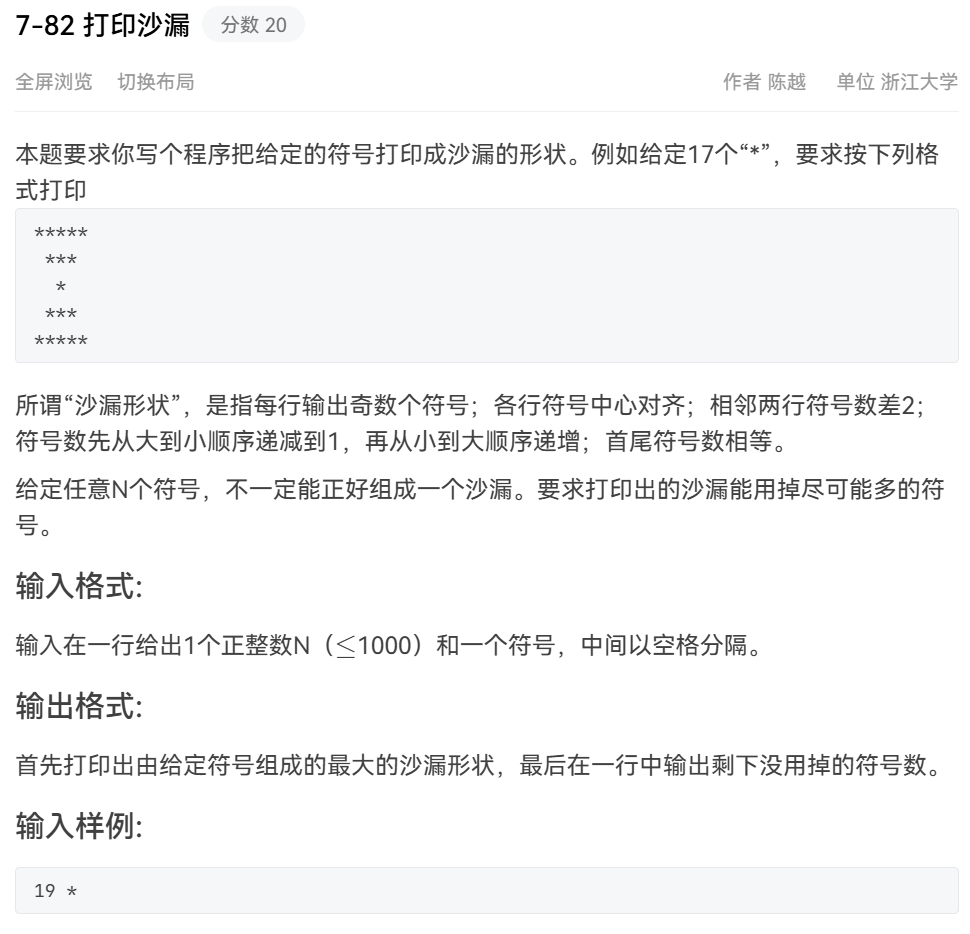 7-82 打印沙漏 分数 20
全屏浏览 切换布局 作者 陈越 单位 浙江大学
本题要求你写个程序把给定的符号打印成沙漏的形状。例如给定17个“*”，要求按下列格
式打印
*****
 ***
  *
 ***
*****
所谓“沙漏形状”，是指每行输出奇数个符号；各行符号中心对齐；相邻两行符号数差2；
符号数先从大到小顺序递减到1，再从小到大顺序递增；首尾符号数相等。
给定任意N个符号，不一定能正好组成一个沙漏。要求打印出的沙漏能用掉尽可能多的符
号。
输入格式:
输入在一行给出1个正整数N（≤1000）和一个符号，中间以空格分隔。
输出格式:
首先打印出由给定符号组成的最大的沙漏形状，最后在一行中输出剩下没用掉的符号数。
输入样例:
19 *